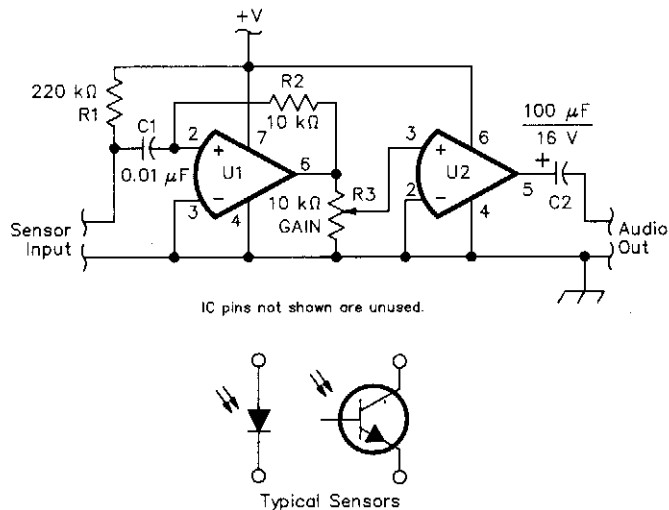 +V
220 kΩ
R1
C1
0.01 µF
R2
10 kΩ
2
+
7
U1
6
−
3
4
10 kΩ
R3
GAIN
3
+
6
U2
2
−
5
4
100 µF
16 V
+
C2
Sensor
Input
Audio
Out
IC pins not shown are unused.
Typical Sensors